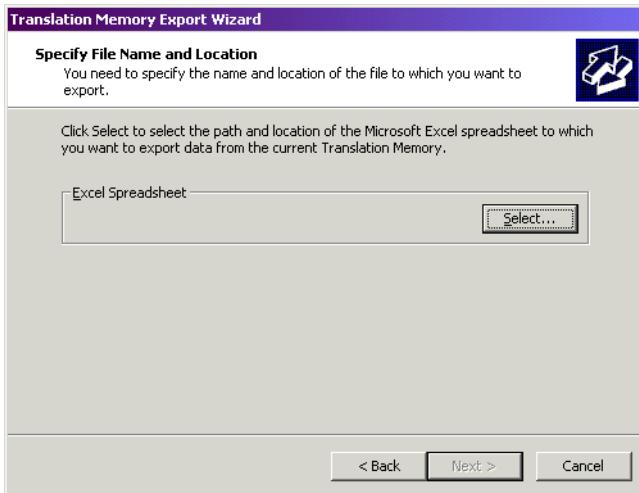 Translation Memory Export Wizard
Specify File Name and Location
You need to specify the name and location of the file to which you want to
export.
Click Select to select the path and location of the Microsoft Excel spreadsheet to which
you want to export data from the current Translation Memory.
Excel Spreadsheet
Select...
< Back
Next >
Cancel